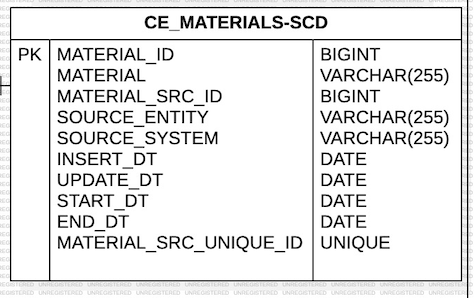 CE_MATERIALS-SCD
PK MATERIAL_ID BIGINT
MATERIAL VARCHAR(255)
MATERIAL_SRC_ID BIGINT
SOURCE_ENTITY VARCHAR(255)
SOURCE_SYSTEM VARCHAR(255)
INSERT_DT DATE
UPDATE_DT DATE
START_DT DATE
END_DT DATE
MATERIAL_SRC_UNIQUE_ID UNIQUE